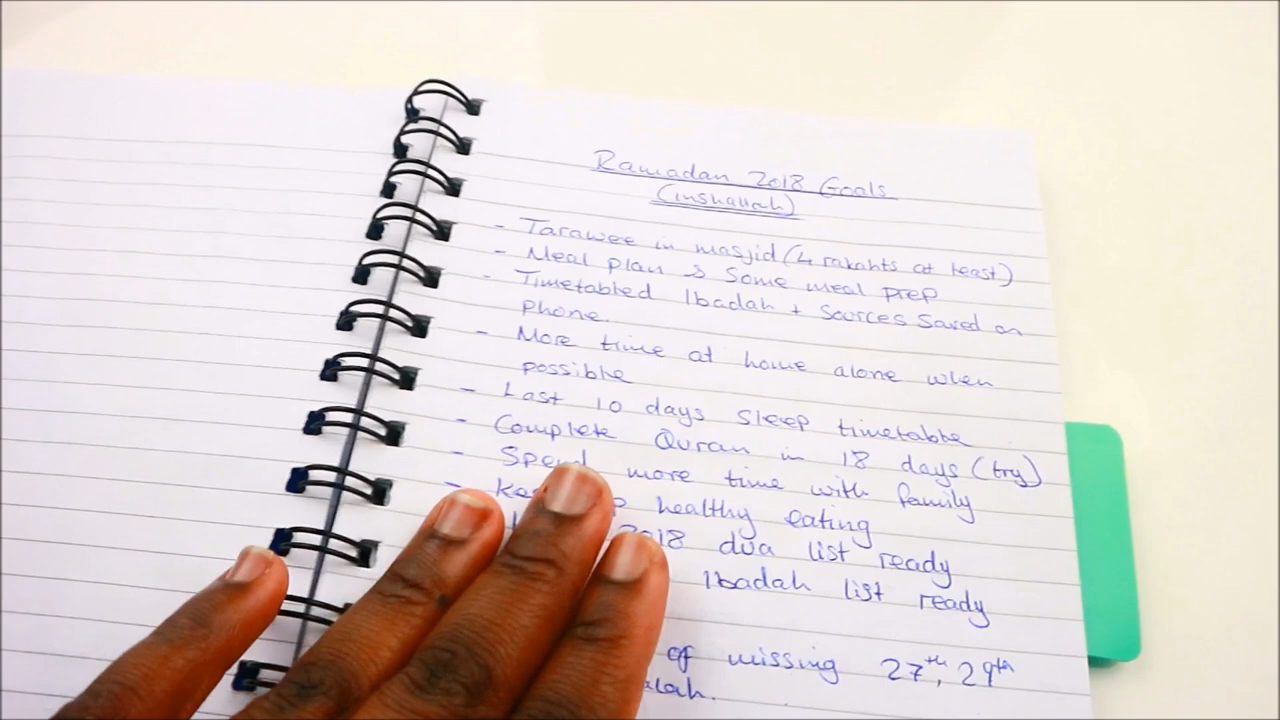 Ramadan 2018 Goals
(inshallah)
- Tarawee in masjid (4 rakahts at least)
- Meal plan & Some meal prep
- Timetabled Ibadah + Sources Saved on
phone.
- More time at home alone when
possible
- Last 10 days Sleep timetable
- Complete Quran in 18 days (try)
- Spend more time with family
- healthy eating
2018 dua list ready
Ibadah list ready
of missing 27th, 29th